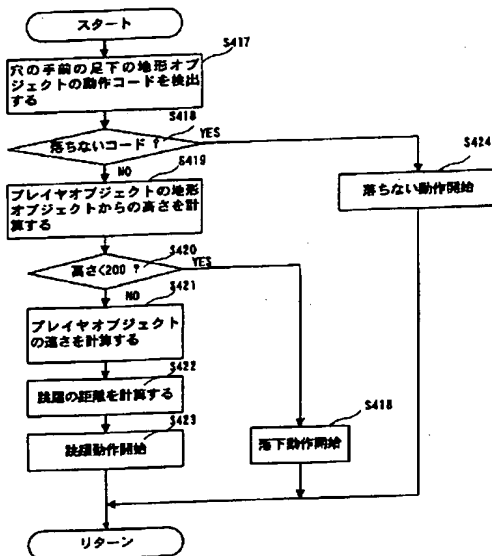 スタート
S417
穴の手前の足下の地形オブ
ジェクトの動作コードを検出
する
S418
落ちないコード?
YES
NO
S424
落ちない動作開始
S419
プレイヤオブジェクトの地形
オブジェクトからの高さを計
算する
S420
高さ<200 ?
YES
NO
S421
プレイヤオブジェクト
の速さを計算する
S422
跳躍の距離を計算する
S423
跳躍動作開始
S418
落下動作開始
リターン